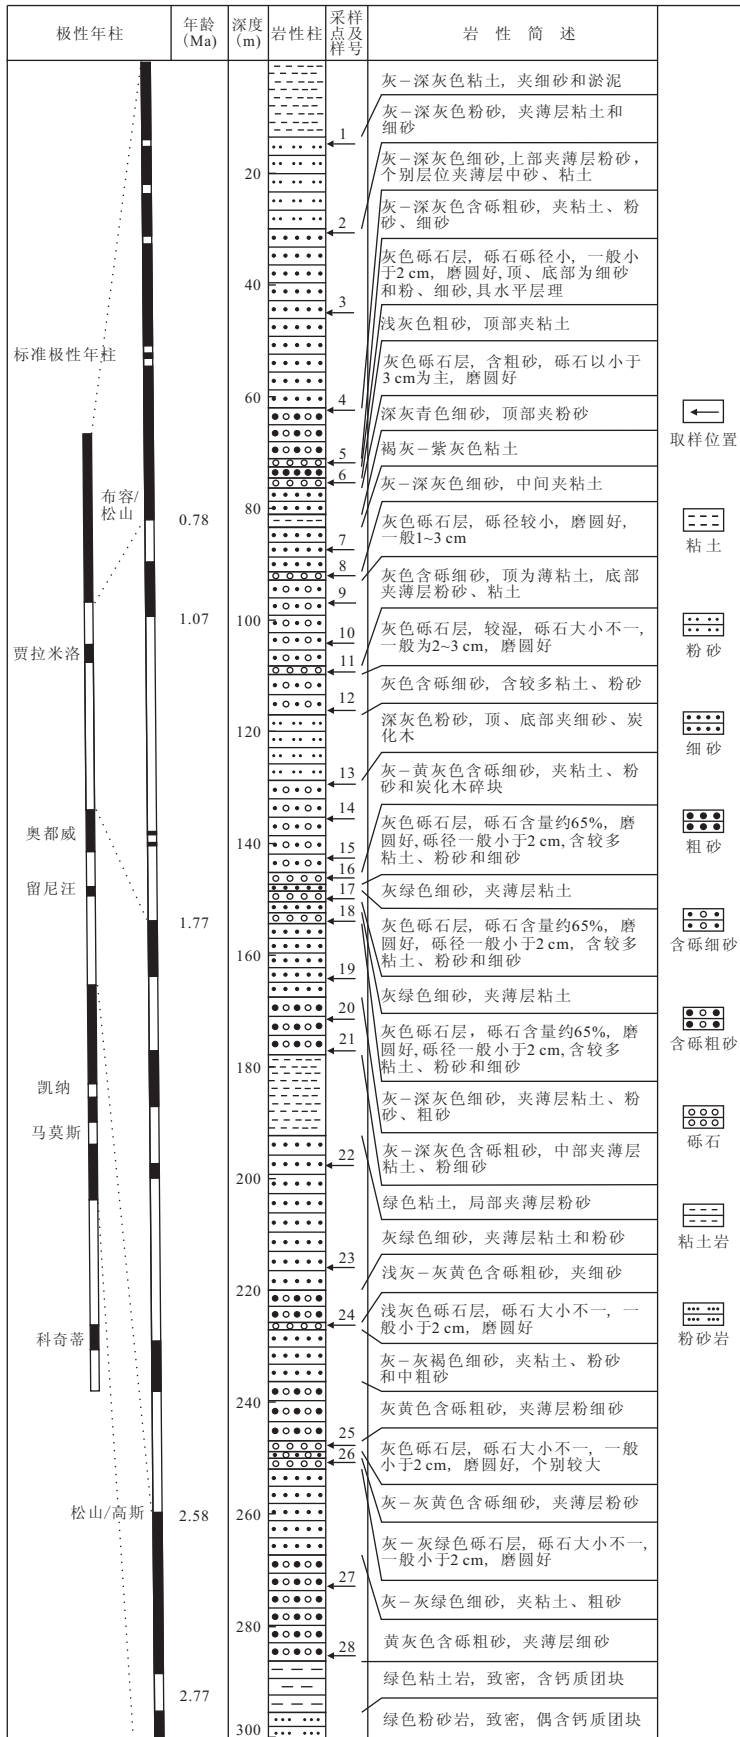 极性年柱
年龄
(Ma)
深度
(m)
岩性柱
采样
点及
样号
岩 性 简 述
标准极性年柱
布容/
松山
贾拉米洛
奥都威
留尼汪
凯纳
马莫斯
科奇蒂
松山/高斯
0.78
1.07
1.77
2.58
2.77
20
40
60
80
100
120
140
160
180
200
220
240
260
280
300
1
2
3
4
5
6
7
8
9
10
11
12
13
14
15
16
17
18
19
20
21
22
23
24
25
26
27
28
灰－深灰色粘土, 夹细砂和淤泥
灰－深灰色粉砂, 夹薄层粘土和
细砂
灰－深灰色细砂,上部夹薄层粉砂,
个别层位夹薄层中砂、粘土
灰－深灰色含砾粗砂, 夹粘土、粉
砂、细砂
灰色砾石层, 砾石砾径小, 一般小
于2 cm, 磨圆好, 顶、底部为细砂
和粉、细砂,具水平层理
浅灰色粗砂, 顶部夹粘土
灰色砾石层, 含粗砂, 砾石以小于
3 cm为主, 磨圆好
深灰青色细砂, 顶部夹粉砂
褐灰－紫灰色粘土
灰－深灰色细砂, 中间夹粘土
灰色砾石层, 砾径较小, 磨圆好,
一般1~3 cm
灰色含砾细砂, 顶为薄粘土, 底部
夹薄层粉砂、粘土
灰色砾石层, 较湿, 砾石大小不一,
一般为2~3 cm, 磨圆好
灰色含砾细砂, 含较多粘土、粉砂
深灰色粉砂, 顶、底部夹细砂、炭
化木
灰－黄灰色含砾细砂, 夹粘土、粉
砂和炭化木碎块
灰色砾石层, 砾石含量约65%, 磨
圆好, 砾径一般小于2 cm, 含较多
粘土、粉砂和细砂
灰绿色细砂, 夹薄层粘土
灰色砾石层, 砾石含量约65%, 磨
圆好, 砾径一般小于2 cm, 含较多
粘土、粉砂和细砂
灰绿色细砂, 夹薄层粘土
灰色砾石层, 砾石含量约65%, 磨
圆好, 砾径一般小于2 cm, 含较多
粘土、粉砂和细砂
灰－深灰色细砂, 夹薄层粘土、粉
砂、粗砂
灰－深灰色含砾粗砂, 中部夹薄层
粘土、粉细砂
绿色粘土, 局部夹薄层粉砂
灰绿色细砂, 夹薄层粘土和粉砂
浅灰－灰黄色含砾粗砂, 夹细砂
浅灰色砾石层, 砾石大小不一, 一
般小于2 cm, 磨圆好
灰－灰褐色细砂, 夹粘土、粉砂
和中粗砂
灰黄色含砾粗砂, 夹薄层粉细砂
灰色砾石层, 砾石大小不一, 一般
小于2 cm, 磨圆好, 个别较大
灰－灰黄色含砾细砂, 夹薄层粉砂
灰－灰绿色砾石层, 砾石大小不一,
一般小于2 cm, 磨圆好
灰－灰绿色细砂, 夹粘土、粗砂
黄灰色含砾粗砂, 夹薄层细砂
绿色粘土岩, 致密, 含钙质团块
绿色粉砂岩, 致密, 偶含钙质团块
取样位置
粘土
粉砂
细砂
粗砂
含砾细砂
含砾粗砂
砾石
粘土岩
粉砂岩